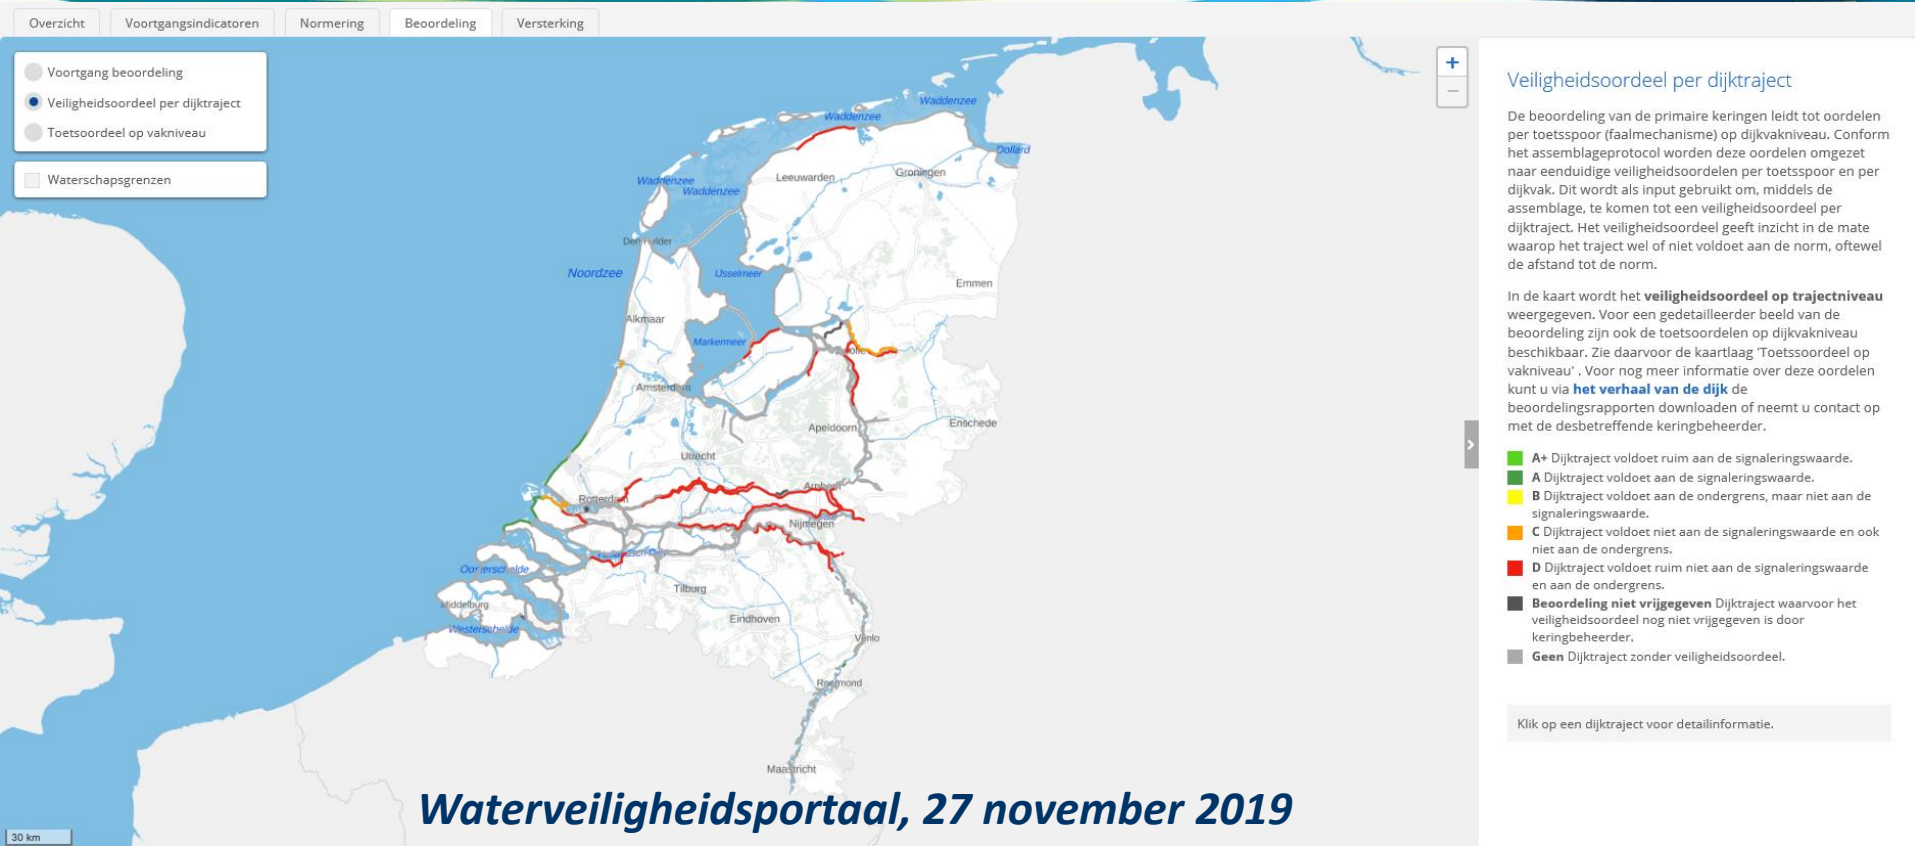 Overzicht
Voortgangsindicatoren
Normering
Beoordeling
Versterking
Voortgang beoordeling
Veiligheidsoordeel per dijktraject
Toetsoordeel op vakniveau
Waterschapsgrenzen
+
−
Waddenzee
Waddenzee
Dollard
Groningen
Leeuwarden
Waddenzee
Waddenzee
Den Helder
Noordzee
IJsselmeer
Emmen
Alkmaar
Markermeer
Amsterdam
Apeldoorn
Enschede
Utrecht
Arnhem
Rotterdam
Nijmegen
Oosterschelde
Tilburg
Middelburg
Eindhoven
Westerschelde
Venlo
Roermond
Maastricht
30 km
Waterveiligheidsportaal, 27 november 2019
Veiligheidsoordeel per dijktraject
De beoordeling van de primaire keringen leidt tot oordelen
per toetsspoor (faalmechanisme) op dijkvakniveau. Conform
het assemblageprotocol worden deze oordelen omgezet
naar eenduidige veiligheidsoordelen per toetsspoor en per
dijkvak. Dit wordt als input gebruikt om, middels de
assemblage, te komen tot een veiligheidsoordeel per
dijktraject. Het veiligheidsoordeel geeft inzicht in de mate
waarop het traject wel of niet voldoet aan de norm, oftewel
de afstand tot de norm.
In de kaart wordt het veiligheidsoordeel op trajectniveau
weergegeven. Voor een gedetailleerder beeld van de
beoordeling zijn ook de toetsoordelen op dijkvakniveau
beschikbaar. Zie daarvoor de kaartlaag 'Toetssoordeel op
vakniveau' . Voor nog meer informatie over deze oordelen
kunt u via het verhaal van de dijk de
beoordelingsrapporten downloaden of neemt u contact op
met de desbetreffende keringbeheerder.
A+ Dijktraject voldoet ruim aan de signaleringswaarde.
A Dijktraject voldoet aan de signaleringswaarde.
B Dijktraject voldoet aan de ondergrens, maar niet aan de
signaleringswaarde.
C Dijktraject voldoet niet aan de signaleringswaarde en ook
niet aan de ondergrens.
D Dijktraject voldoet ruim niet aan de signaleringswaarde
en aan de ondergrens.
Beoordeling niet vrijgegeven Dijktraject waarvoor het
veiligheidsoordeel nog niet vrijgegeven is door
keringbeheerder.
Geen Dijktraject zonder veiligheidsoordeel.
Klik op een dijktraject voor detailinformatie.